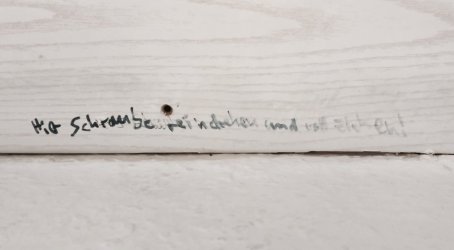 Hier Schraube reindrehen und